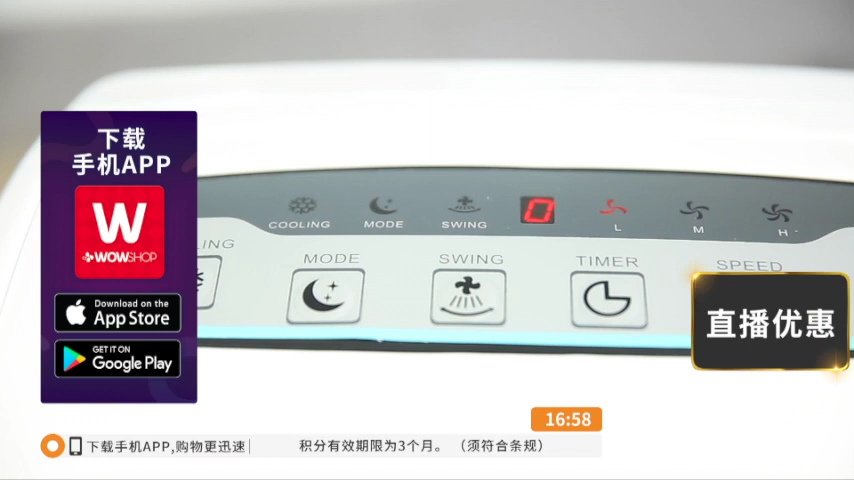 下载
手机APP
W
WOWSHOP
Download on the
App Store
GET IT ON
Google Play
COOLING
MODE
SWING
0
L
M
H
LING
MODE
SWING
TIMER
SPEED
直播优惠
16:58
下载手机APP,购物更迅速
积分有效期限为3个月。（须符合条规）